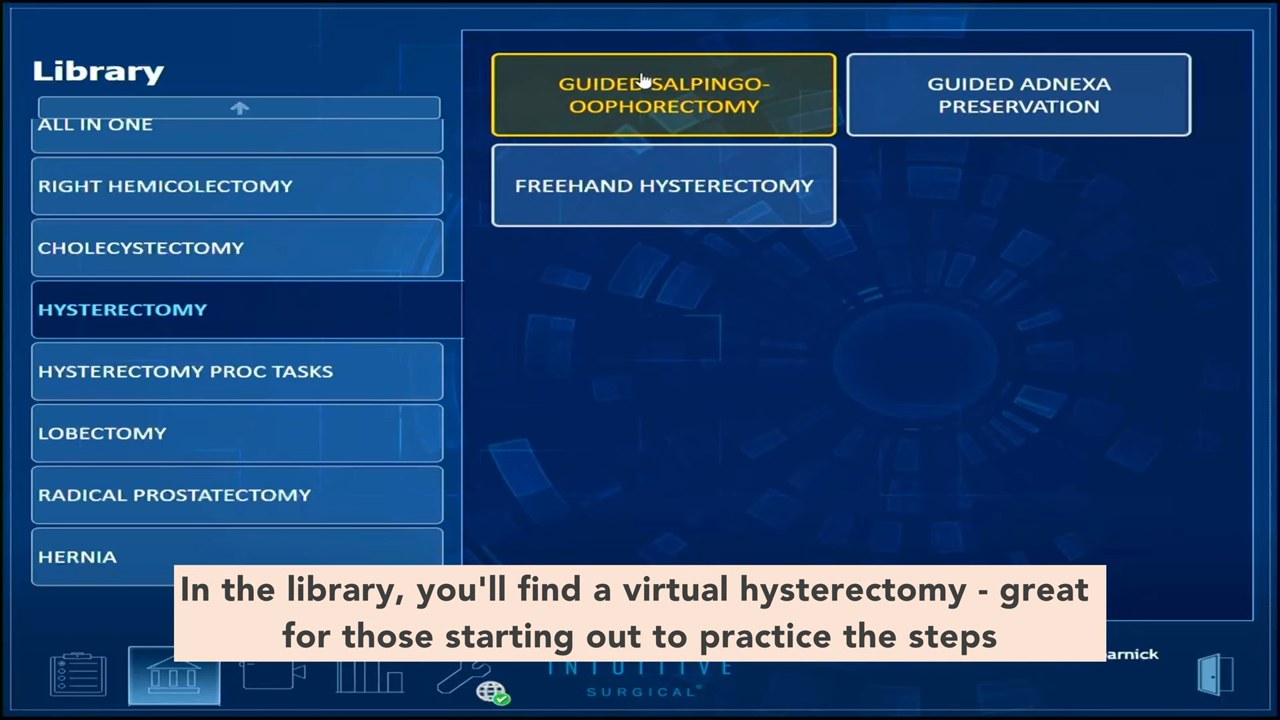 Library
ALL IN ONE
RIGHT HEMICOLECTOMY
CHOLECYSTECTOMY
HYSTERECTOMY
HYSTERECTOMY PROC TASKS
LOBECTOMY
RADICAL PROSTATECTOMY
HERNIA
GUIDED SALPINGO-
OOPHORECTOMY
GUIDED ADNEXA
PRESERVATION
FREEHAND HYSTERECTOMY
In the library, you'll find a virtual hysterectomy - great
for those starting out to practice the steps
INTUITIVE
SURGICAL®